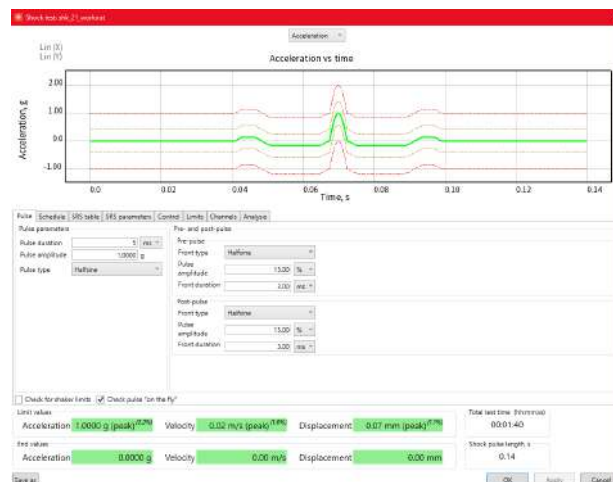 Shock test: shk_21_workout
Acceleration
Lin (X)
Lin (Y)
Acceleration vs time
Acceleration, g
2.00
1.00
0.0
-1.00
0.0 0.02 0.04 0.06 0.08 0.10 0.12 0.14
Time, s
Pulse Schedule SRS table SRS parameters Control Limits Channels Analysis
Pulse parameters
Pulse duration 5 ms
Pulse amplitude 1.0000 g
Pulse type Halfsine
Pre- and post-pulse
Pre-pulse
Front type Halfsine
Pulse amplitude 15.00 %
Front duration 3.00 ms
Post-pulse
Front type Halfsine
Pulse amplitude 15.00 %
Front duration 3.00 ms
Check for shaker limits Check pulse "on the fly"
Limit values
Acceleration 1.0000 g (peak) Velocity 0.02 m/s (peak) Displacement 0.07 mm (peak)
Total test time (hh:mm:ss)
00:01:40
End values
Acceleration 0.0000 g Velocity 0.00 m/s Displacement 0.00 mm
Shock pulse length, s
0.14
Save as OK Apply Cancel